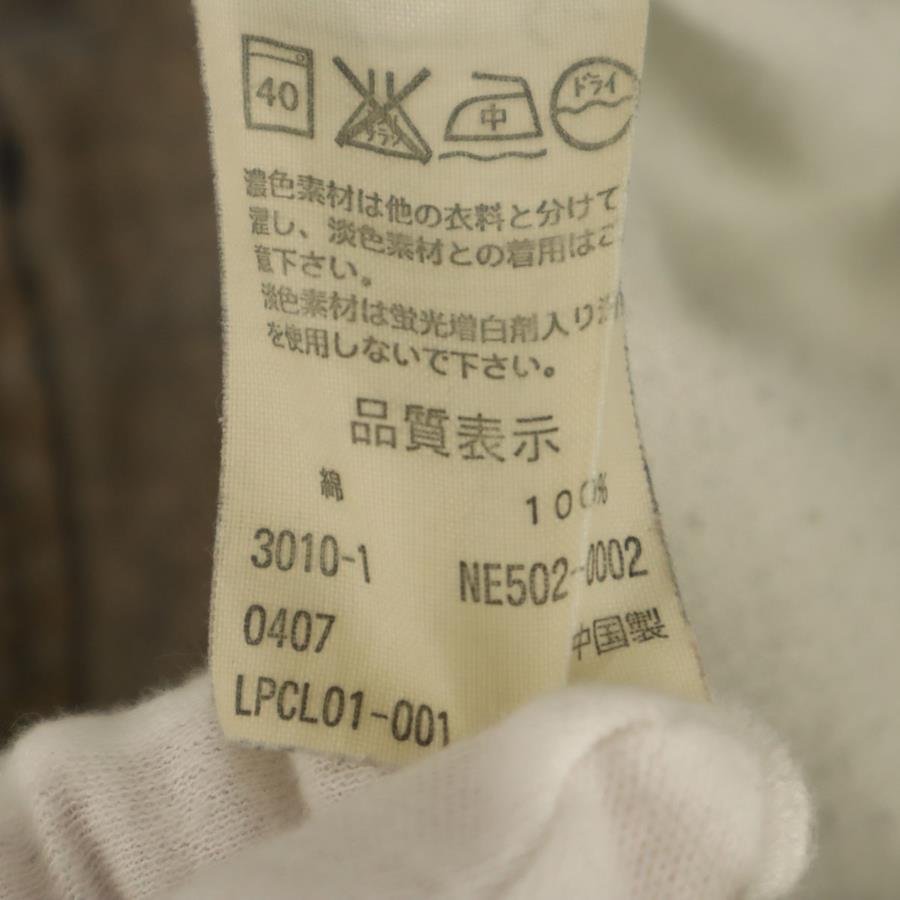 40 中 ドライ
濃色素材は他の衣料と分けて
濯し、淡色素材との着用はご
意下さい。
淡色素材は蛍光増白剤入り洗
を使用しないで下さい。
品質表示
綿 100%
3010-1 NE502-0002
0407 中国製
LPCL01-001